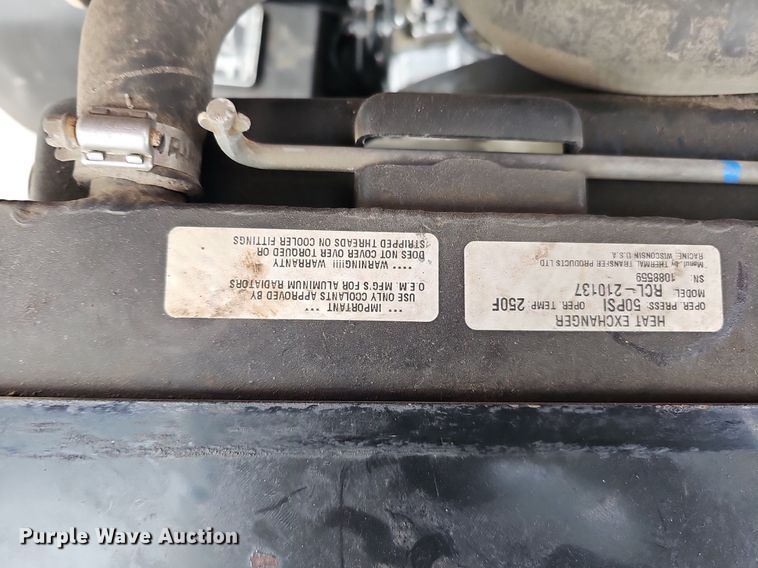 HEAT EXCHANGER
OPER. PRESS: 50PSI OPER. TEMP 250F
MODEL RCL-210137
SN 1088559
Manuf. by THERMAL TRANSFER PRODUCTS LTD
RACINE, WISCONSIN U.S.A
IMPORTANT ***
USE ONLY COOLANTS APPROVED BY
O.E.M. MFG'S FOR ALUMINUM RADIATORS
*** WARNING!!!!! WARRANTY
DOES NOT COVER OVER TORQUED OR
STRIPPED THREADS ON COOLER FITTINGS
Purple Wave Auction